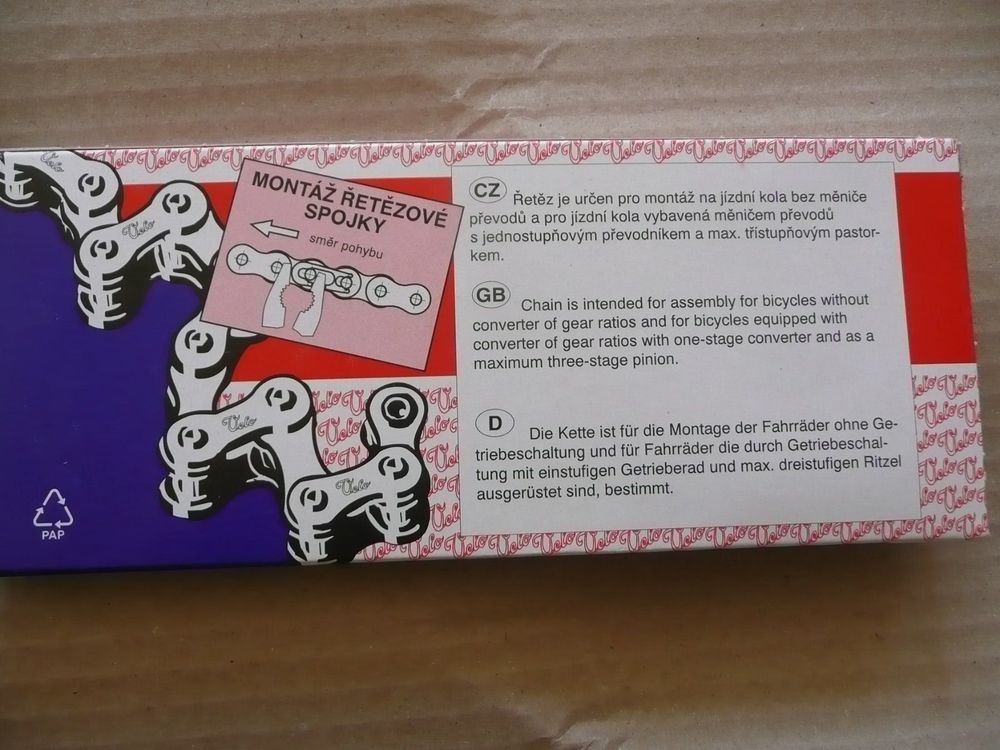 MONTÁŽ ŘETĚZOVÉ
SPOJKY
směr pohybu
CZ Řetěz je určen pro montáž na jízdní kola bez měniče
převodů a pro jízdní kola vybavená měničem převodů
s jednostupňovým převodníkem a max. třístupňovým pastor-
kem.
GB Chain is intended for assembly for bicycles without
converter of gear ratios and for bicycles equipped with
converter of gear ratios with one-stage converter and as a
maximum three-stage pinion.
D Die Kette ist für die Montage der Fahrräder ohne Ge-
triebeschaltung und für Fahrräder die durch Getriebeschal-
tung mit einstufigen Getrieberad und max. dreistufigen Ritzel
ausgerüstet sind, bestimmt.
Velo
Velo
Velo
PAP